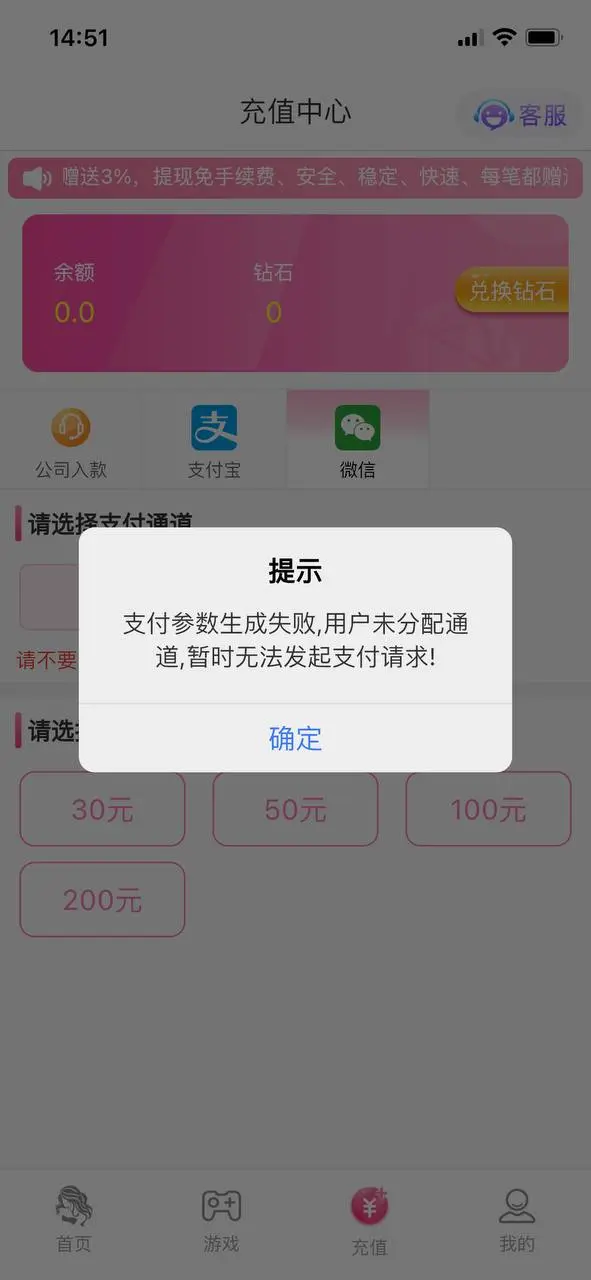 14:51
充值中心
客服
赠送3%，提现免手续费、安全、稳定、快速、每笔都赠
余额
钻石
0.0
0
兑换钻石
公司入款
支付宝
微信
请选择支付通道
提示
支付参数生成失败,用户未分配通
道,暂时无法发起支付请求!
请不要
确定
请选
30元
50元
100元
200元
首页
游戏
充值
我的